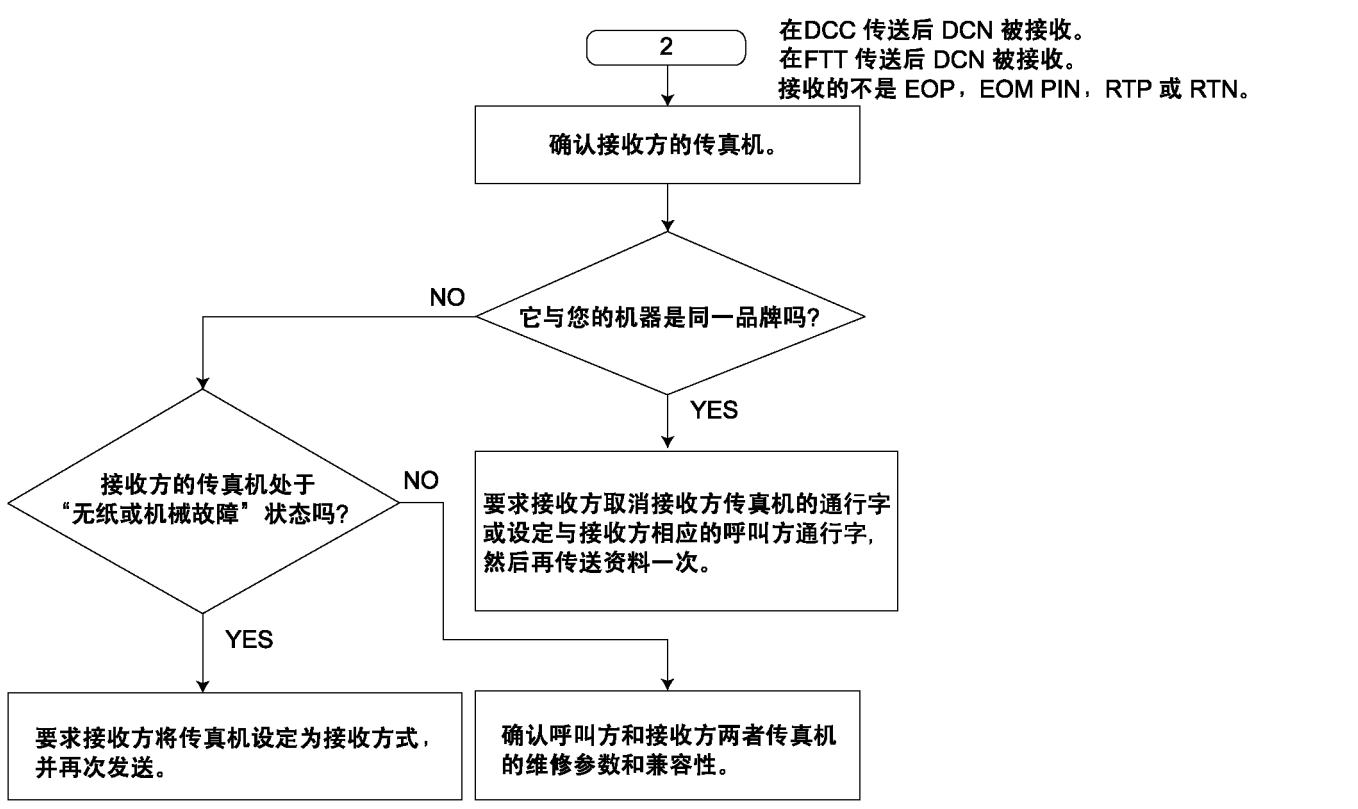 2
在DCC 传送后 DCN 被接收。
在FTT 传送后 DCN 被接收。
接收的不是 EOP，EOM PIN，RTP 或 RTN。
确认接收方的传真机。
它与您的机器是同一品牌吗?
NO
YES
接收方的传真机处于
“无纸或机械故障”状态吗?
NO
YES
要求接收方取消接收方传真机的通行字
或设定与接收方相应的呼叫方通行字,
然后再传送资料一次。
要求接收方将传真机设定为接收方式，
并再次发送。
确认呼叫方和接收方两者传真机
的维修参数和兼容性。